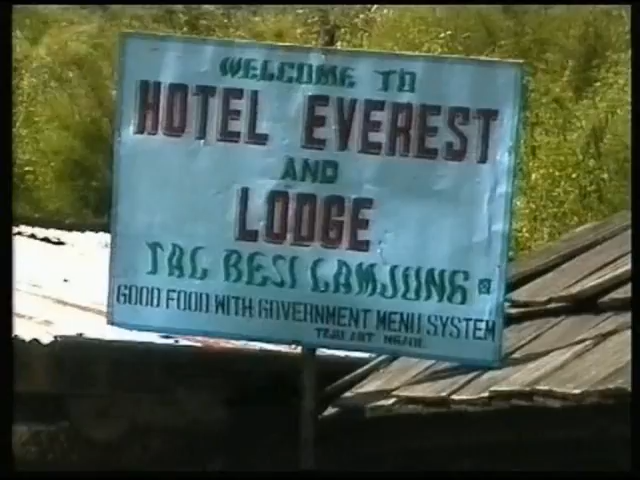 WELCOME TO
HOTEL EVEREST
AND
LODGE
TAL BESI LAMJUNG
GOOD FOOD WITH GOVERNMENT MENU SYSTEM